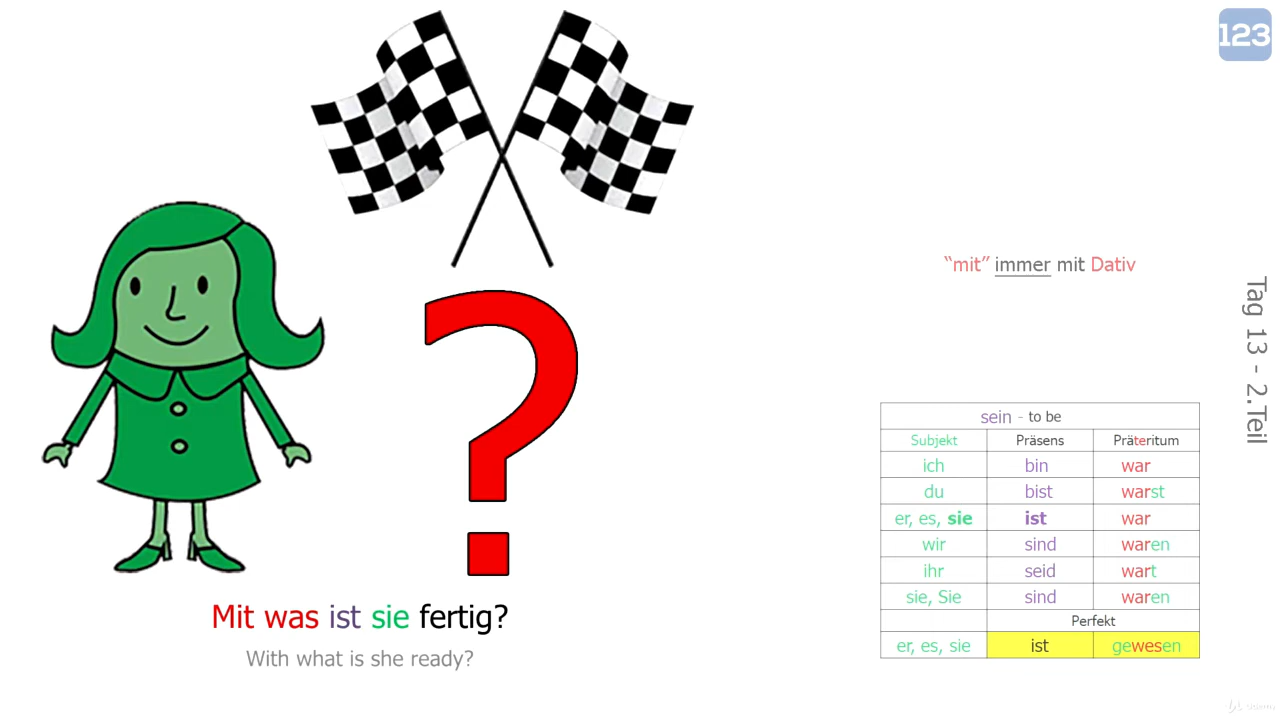 123
"mit" immer mit Dativ
Tag 13 - 2.Teil
sein - to be
Subjekt Präsens Präteritum
ich bin war
du bist warst
er, es, sie ist war
wir sind waren
ihr seid wart
sie, Sie sind waren
Perfekt
er, es, sie ist gewesen
Mit was ist sie fertig?
With what is she ready?